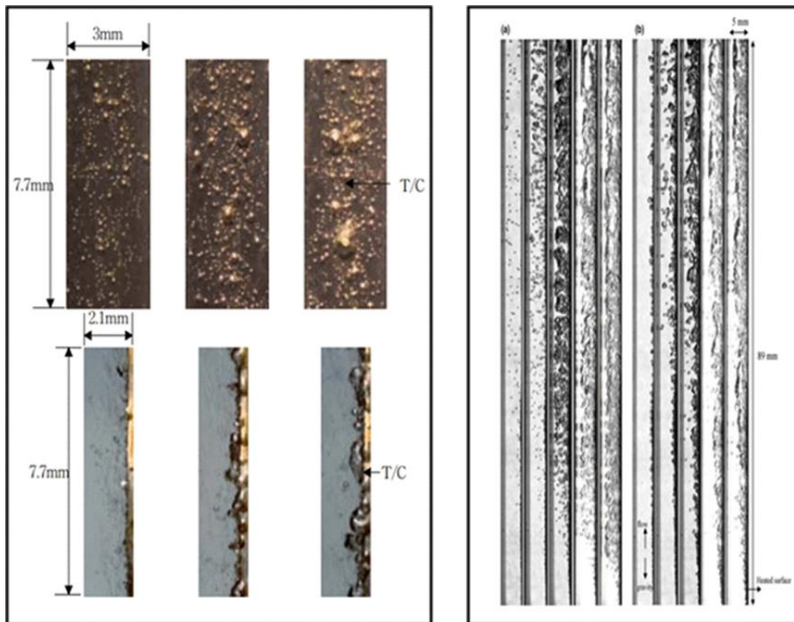 3mm
7.7mm
T/C
2.1mm
7.7mm
T/C
(a)
(b)
5 mm
89 mm
flow
gravity
Heated surface